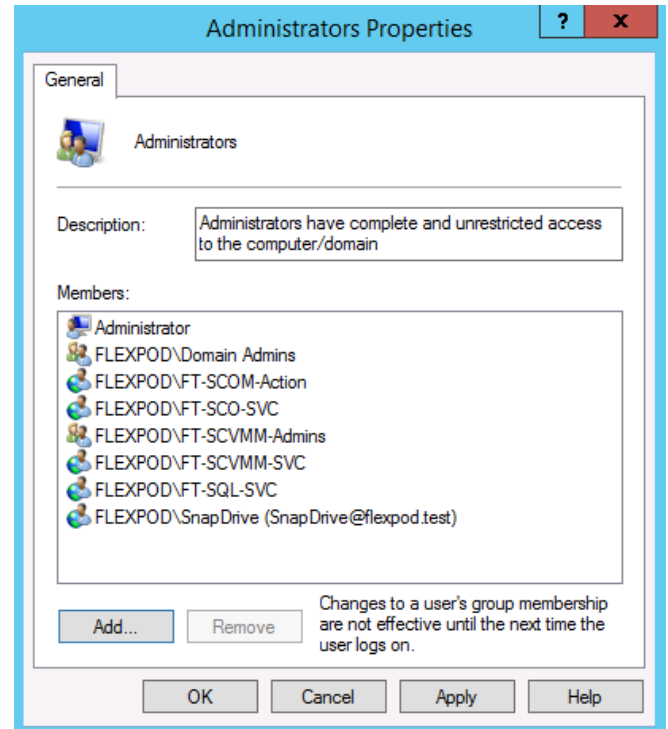 Administrators Properties
?
x
General
Administrators
Description:
Administrators have complete and unrestricted access
to the computer/domain
Members:
Administrator
FLEXPOD\Domain Admins
FLEXPOD\FT-SCOM-Action
FLEXPOD\FT-SCO-SVC
FLEXPOD\FT-SCVMM-Admins
FLEXPOD\FT-SCVMM-SVC
FLEXPOD\FT-SQL-SVC
FLEXPOD\SnapDrive (SnapDrive@flexpod.test)
Add...
Remove
Changes to a user's group membership
are not effective until the next time the
user logs on.
OK
Cancel
Apply
Help